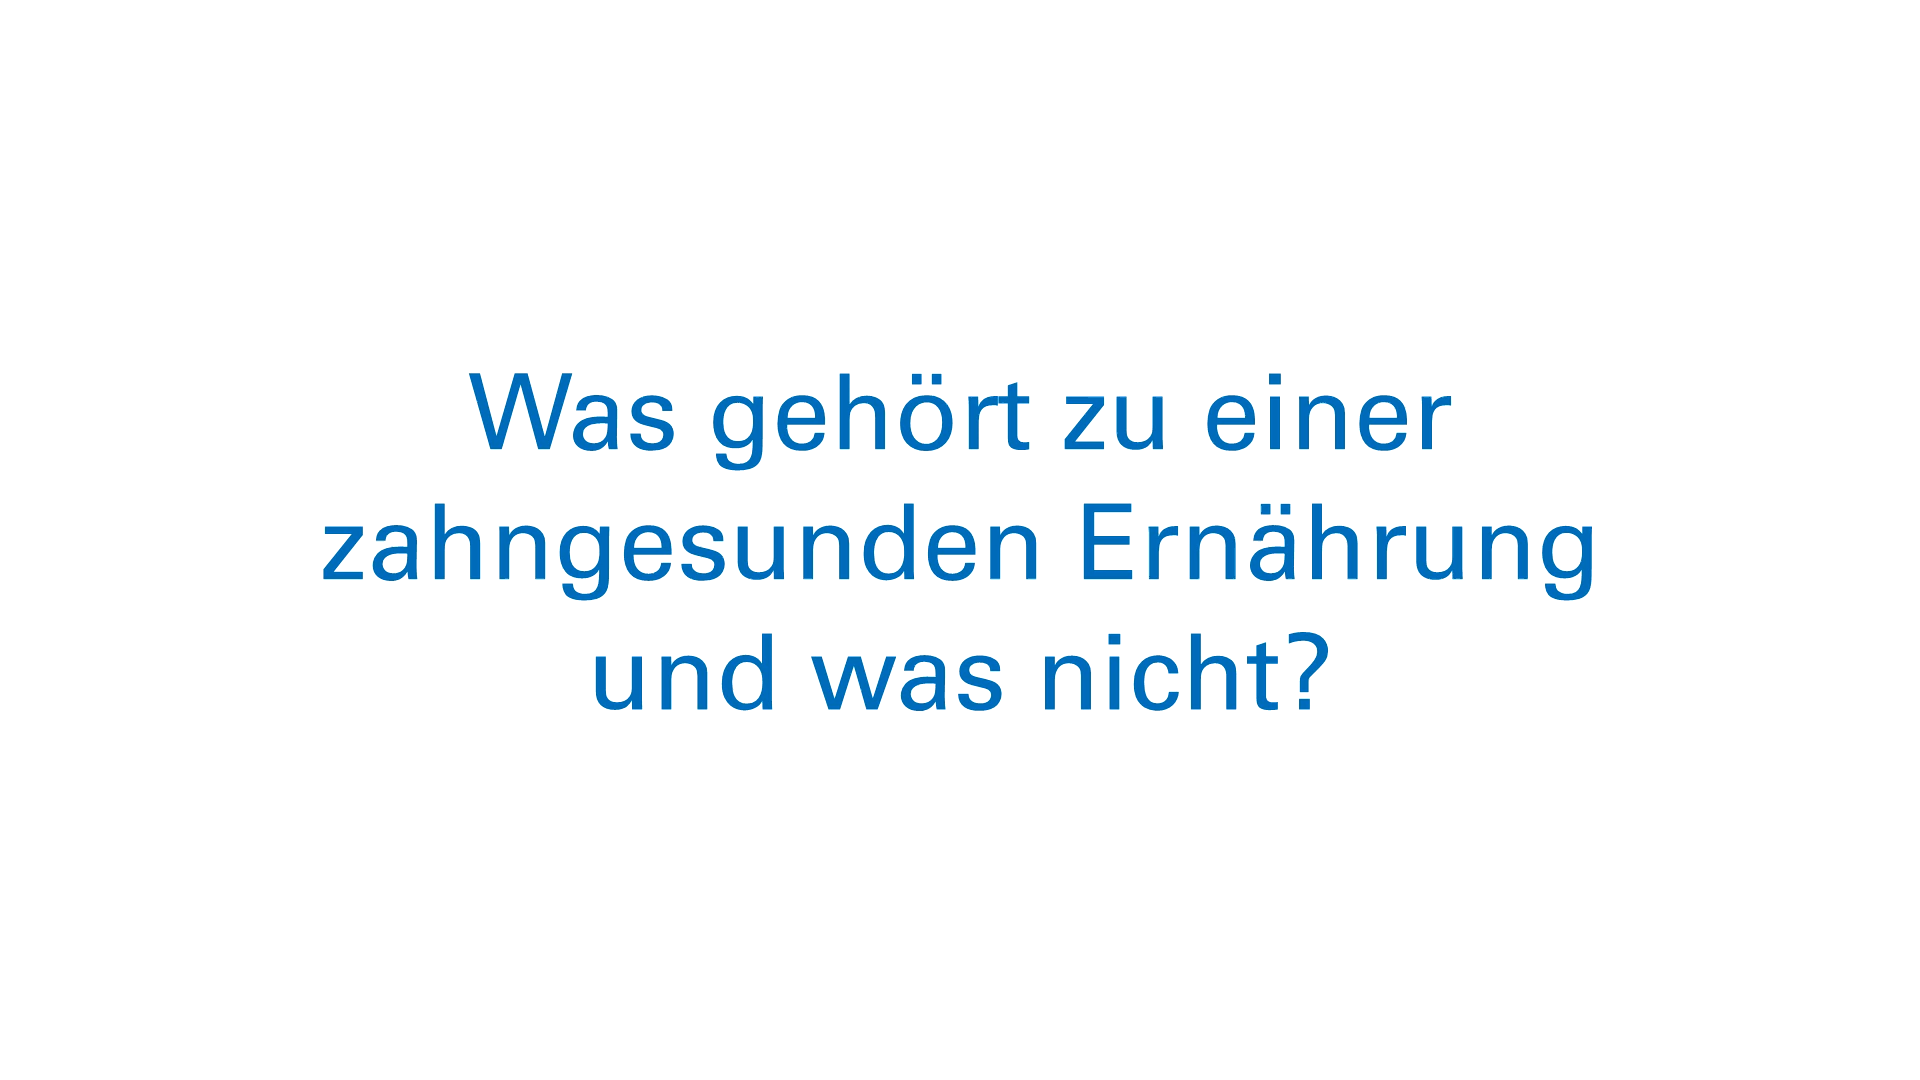 Was gehört zu einer
zahngesunden Ernährung
und was nicht?